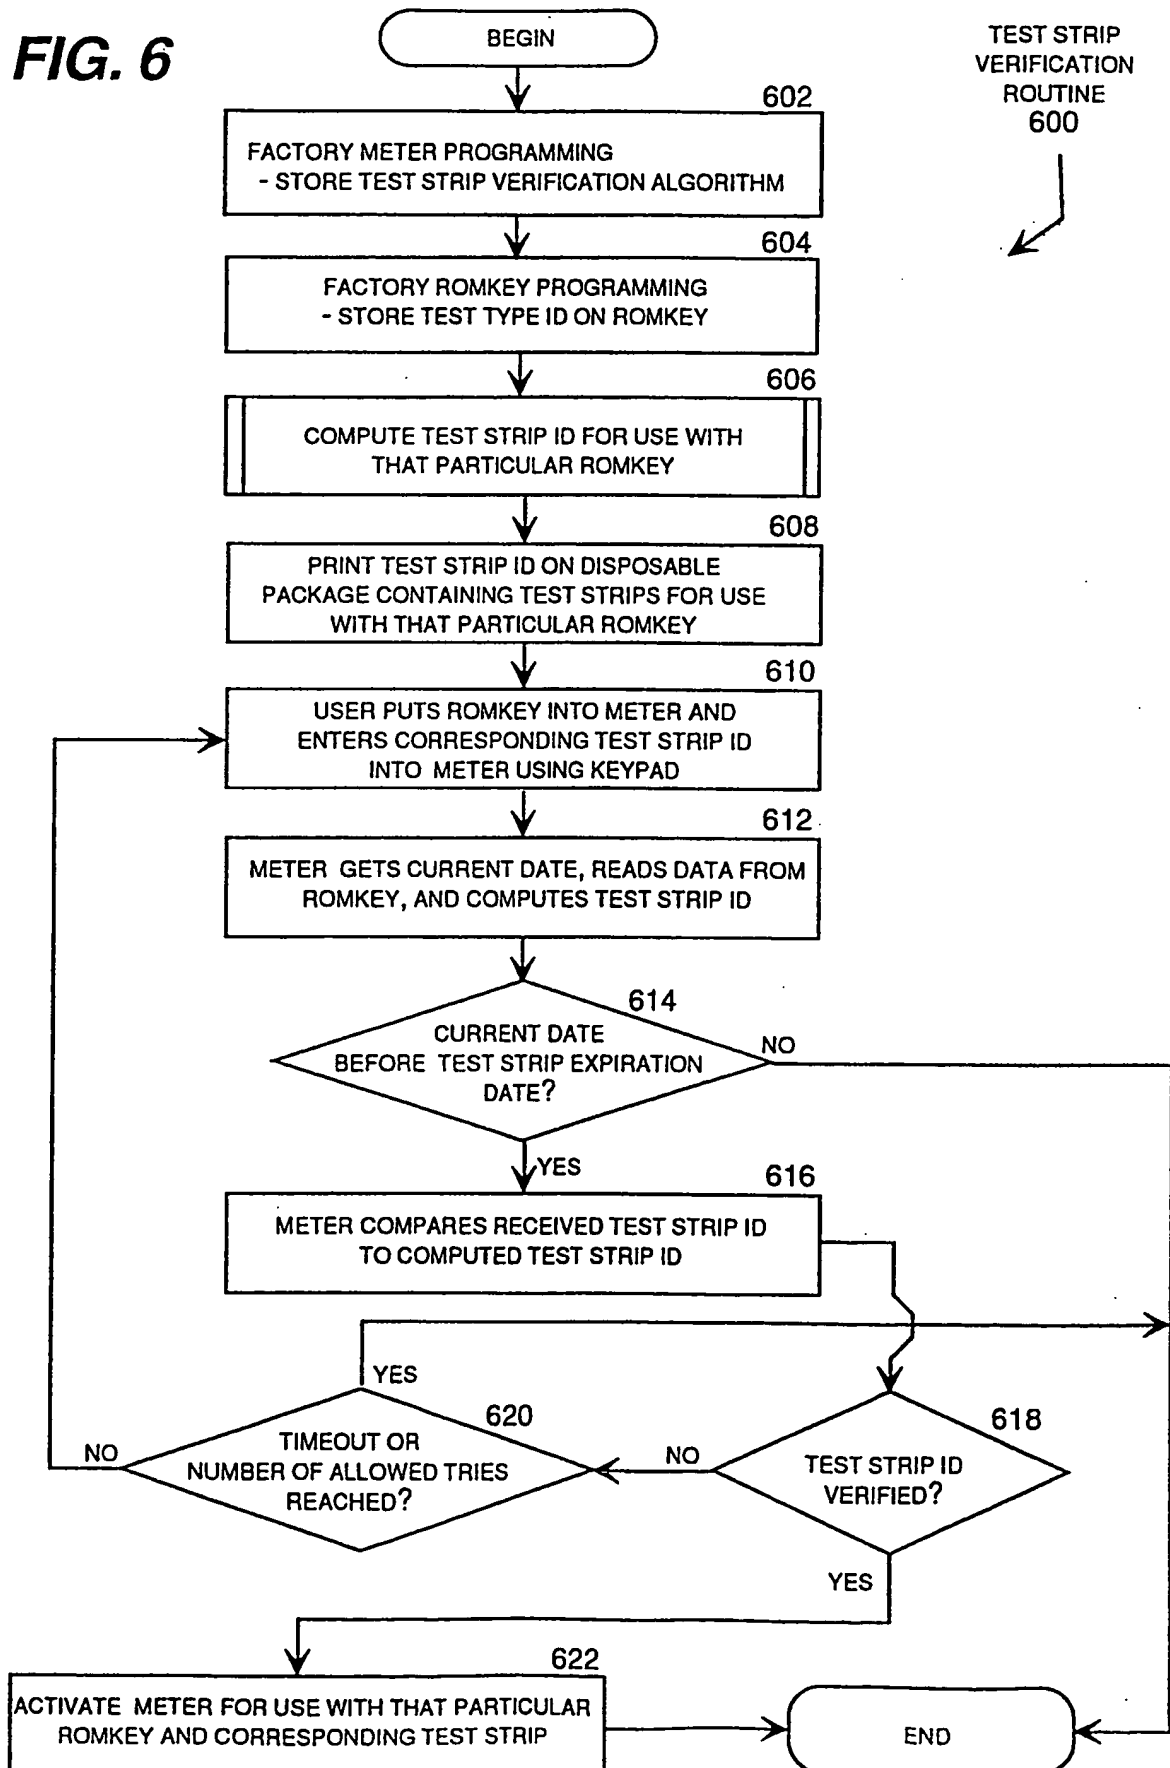 FIG. 6
BEGIN
TEST STRIP
VERIFICATION
ROUTINE
600
602
FACTORY METER PROGRAMMING
- STORE TEST STRIP VERIFICATION ALGORITHM
604
FACTORY ROMKEY PROGRAMMING
- STORE TEST TYPE ID ON ROMKEY
606
COMPUTE TEST STRIP ID FOR USE WITH
THAT PARTICULAR ROMKEY
608
PRINT TEST STRIP ID ON DISPOSABLE
PACKAGE CONTAINING TEST STRIPS FOR USE
WITH THAT PARTICULAR ROMKEY
610
USER PUTS ROMKEY INTO METER AND
ENTERS CORRESPONDING TEST STRIP ID
INTO METER USING KEYPAD
612
METER GETS CURRENT DATE, READS DATA FROM
ROMKEY, AND COMPUTES TEST STRIP ID
614
CURRENT DATE
BEFORE TEST STRIP EXPIRATION
DATE?
NO
YES
616
METER COMPARES RECEIVED TEST STRIP ID
TO COMPUTED TEST STRIP ID
YES
620
TIMEOUT OR
NUMBER OF ALLOWED TRIES
REACHED?
NO
NO
618
TEST STRIP ID
VERIFIED?
YES
622
ACTIVATE METER FOR USE WITH THAT PARTICULAR
ROMKEY AND CORRESPONDING TEST STRIP
END